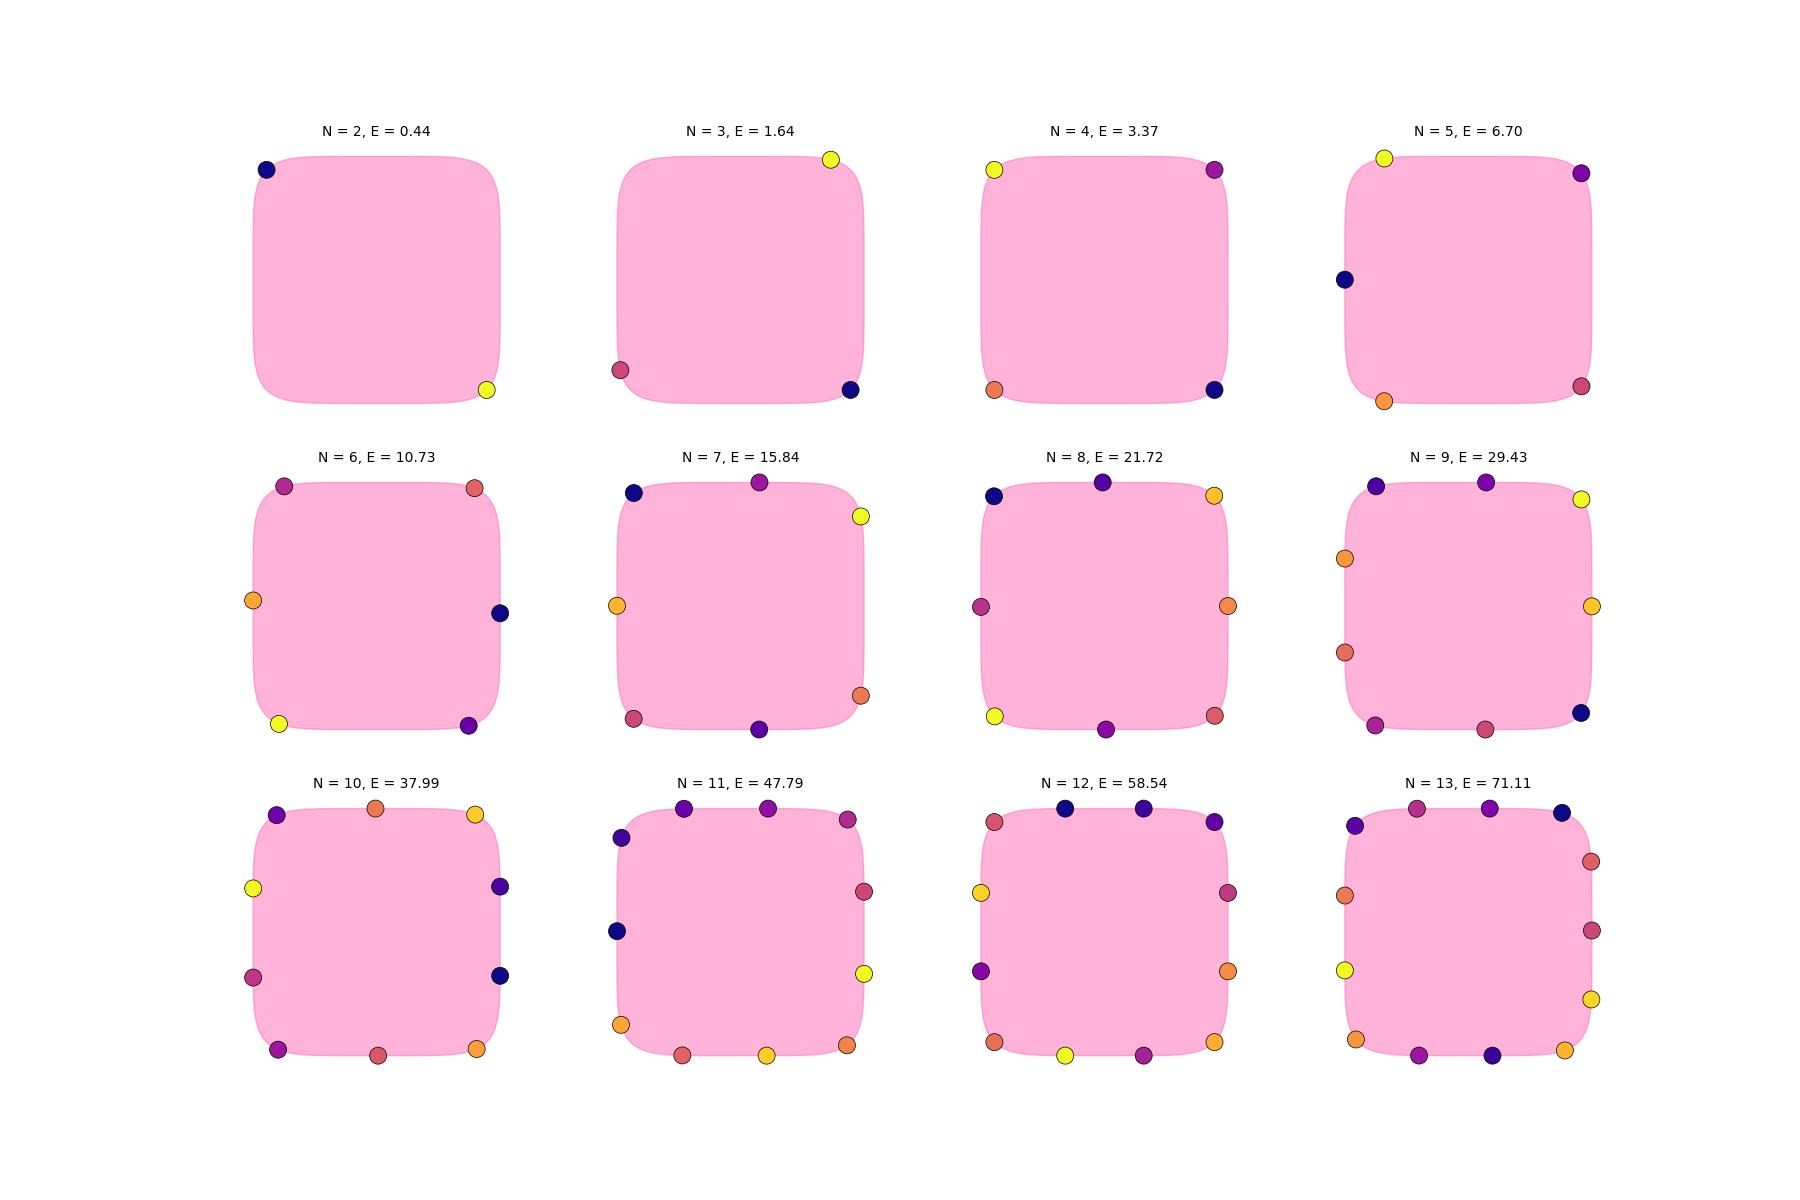 N = 2, E = 0.44
N = 3, E = 1.64
N = 4, E = 3.37
N = 5, E = 6.70
N = 6, E = 10.73
N = 7, E = 15.84
N = 8, E = 21.72
N = 9, E = 29.43
N = 10, E = 37.99
N = 11, E = 47.79
N = 12, E = 58.54
N = 13, E = 71.11